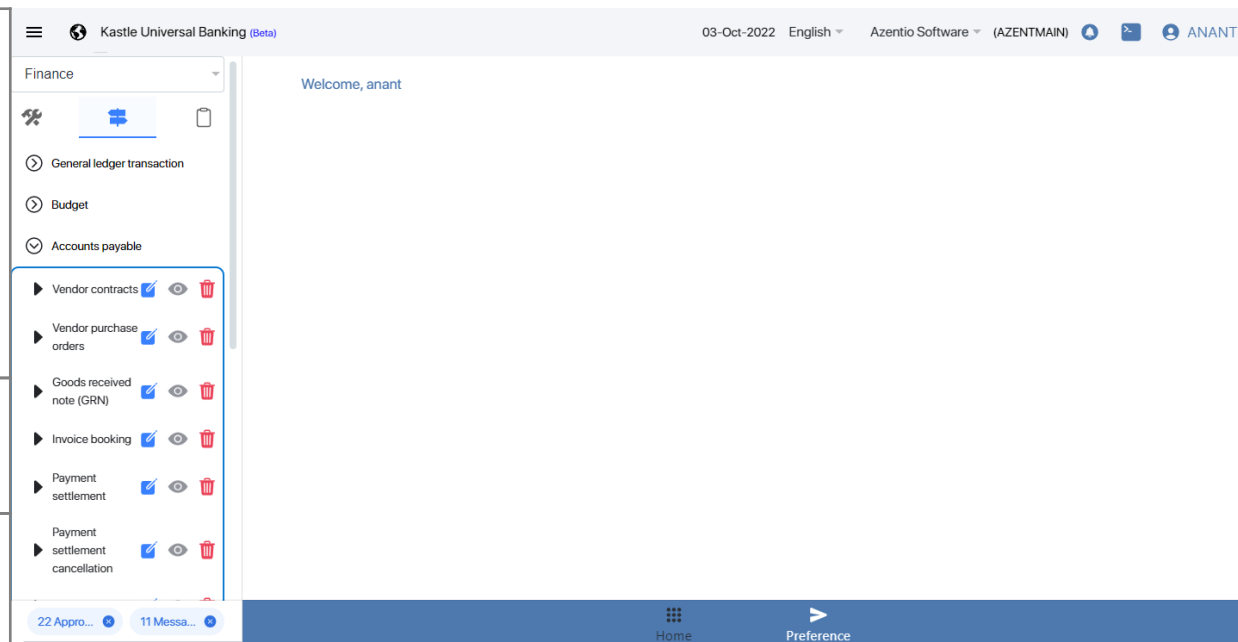 Kastle Universal Banking (Beta)
03-Oct-2022 English Azentio Software (AZENTMAIN) ANANT
Finance
Welcome, anant
General ledger transaction
Budget
Accounts payable
Vendor contracts
Vendor purchase
orders
Goods received
note (GRN)
Invoice booking
Payment
settlement
Payment
settlement
cancellation
22 Appro... 11 Messa...
Home Preference